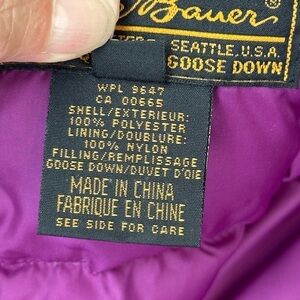 Bauer®
SEATTLE, U.S.A.
GOOSE DOWN
WPL 9647
CA 00665
SHELL/EXTERIEUR:
100% POLYESTER
LINING/DOUBLURE:
100% NYLON
FILLING/REMPLISSAGE
GOOSE DOWN/DUVET D'OIE
MADE IN CHINA
FABRIQUE EN CHINE
SEE SIDE FOR CARE